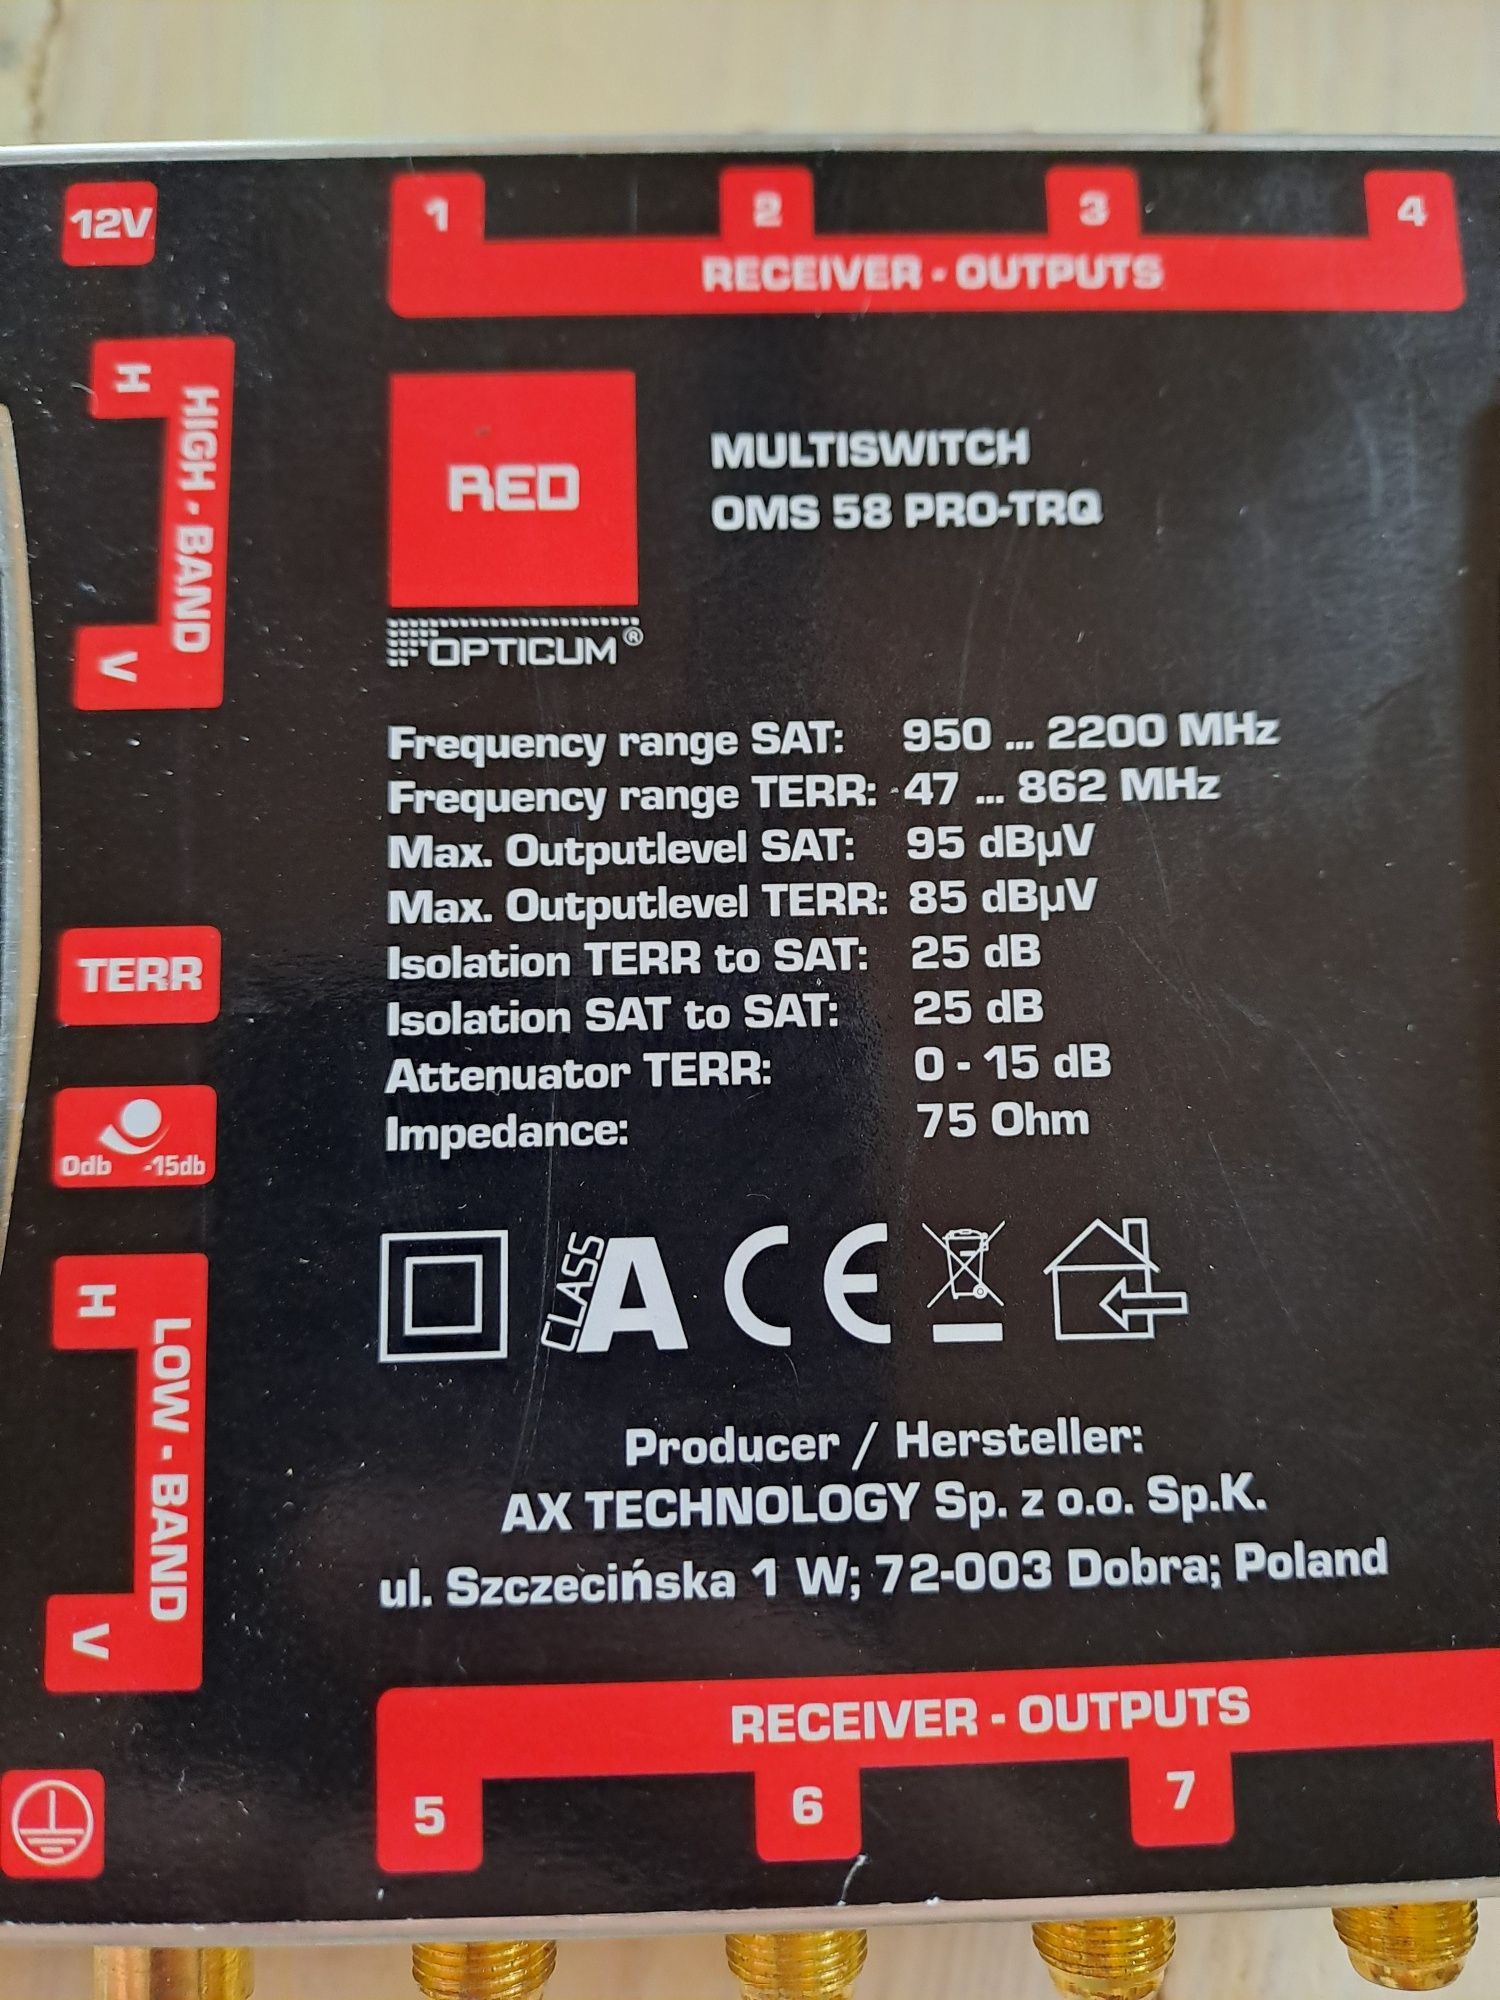 12V
1
2
3
4
RECEIVER - OUTPUTS
H
HIGH - BAND
V
RED
OPTICUM®
MULTISWITCH
OMS 58 PRO-TRQ
Frequency range SAT: 950 ... 2200 MHz
Frequency range TERR: 47 ... 862 MHz
Max. Outputlevel SAT: 95 dBµV
Max. Outputlevel TERR: 85 dBµV
Isolation TERR to SAT: 25 dB
Isolation SAT to SAT: 25 dB
Attenuator TERR: 0 - 15 dB
Impedance: 75 Ohm
TERR
0db -15db
H
LOW - BAND
V
CLASS A CE
Producer / Hersteller:
AX TECHNOLOGY Sp. z o.o. Sp.K.
ul. Szczecińska 1 W; 72-003 Dobra; Poland
RECEIVER - OUTPUTS
5
6
7